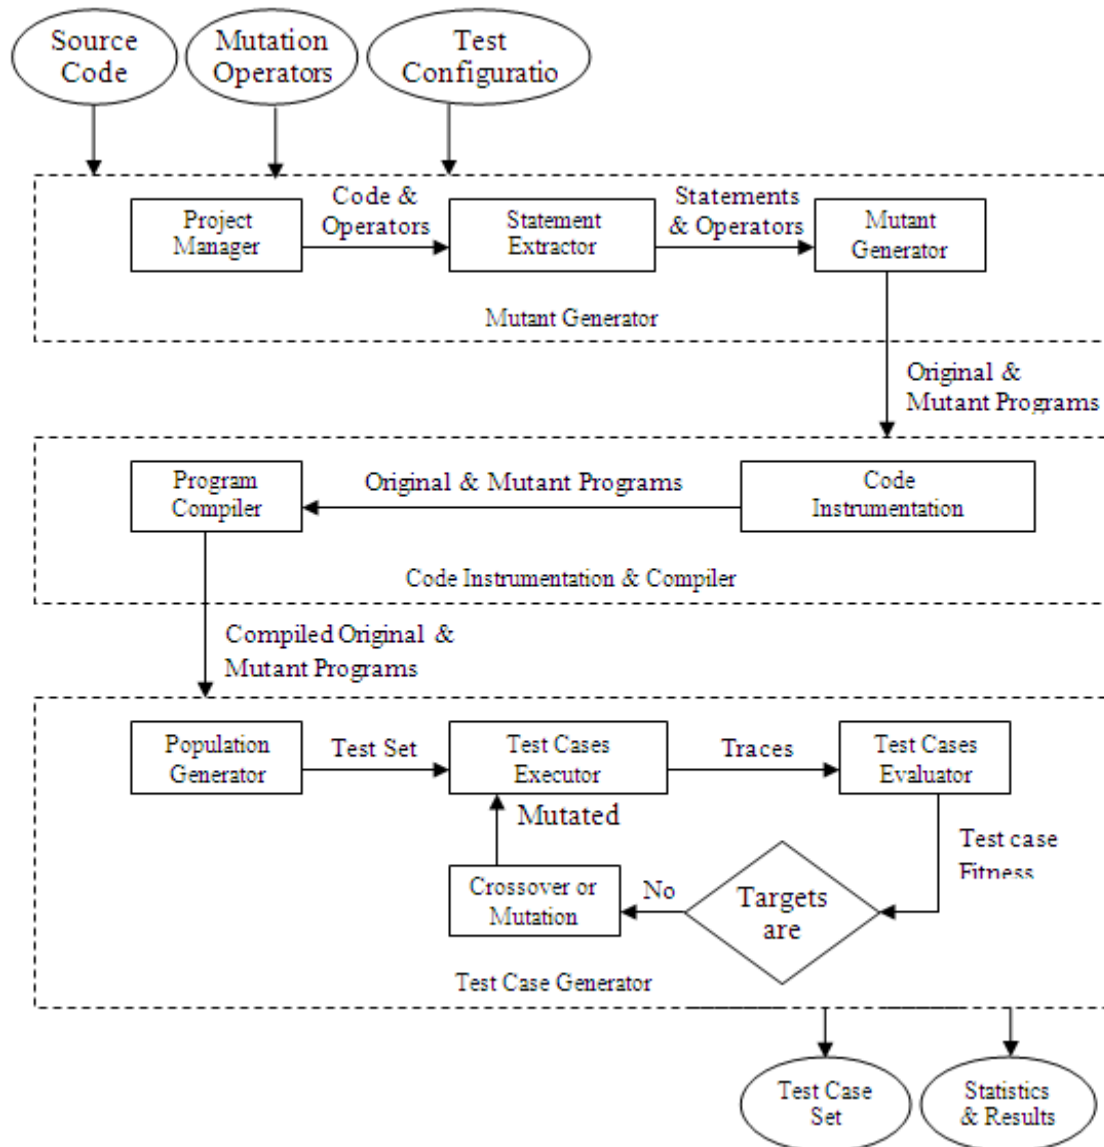 Source
Code
Mutation
Operators
Test
Configuratio
Project
Manager
Code &
Operators
Statement
Extractor
Statements
& Operators
Mutant
Generator
Mutant Generator
Original &
Mutant Programs
Program
Compiler
Original & Mutant Programs
Code
Instrumentation
Code Instrumentation & Compiler
Compiled Original &
Mutant Programs
Population
Generator
Test Set
Test Cases
Executor
Traces
Test Cases
Evaluator
Mutated
Test case
Fitness
Crossover or
Mutation
No
Targets
are
Test Case Generator
Test Case
Set
Statistics
& Results